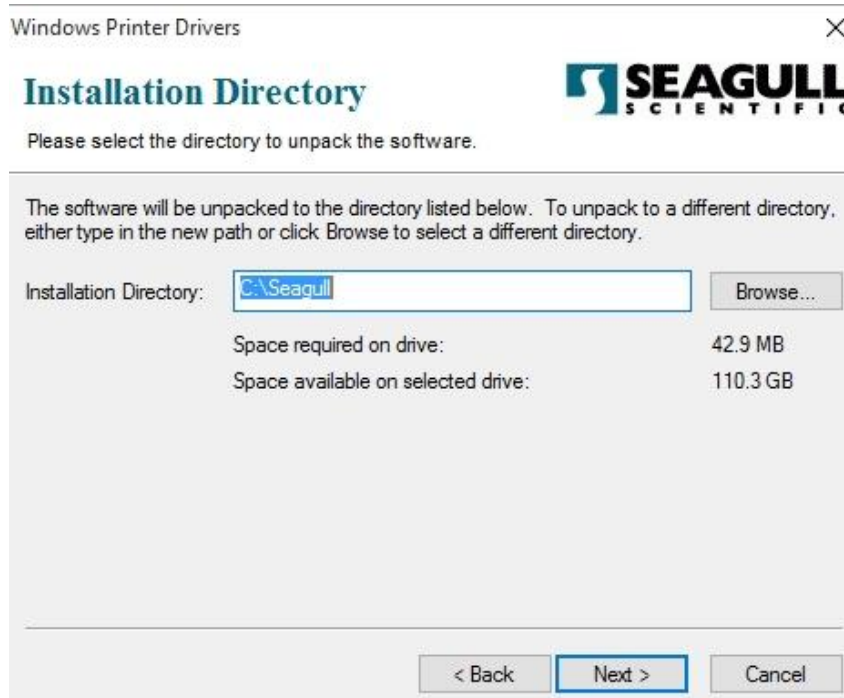 Windows Printer Drivers
Installation Directory
SEAGULL
SCIENTIFIC
Please select the directory to unpack the software.
The software will be unpacked to the directory listed below. To unpack to a different directory,
either type in the new path or click Browse to select a different directory.
Installation Directory: C:\Seagull Browse...
Space required on drive: 42.9 MB
Space available on selected drive: 110.3 GB
< Back Next > Cancel